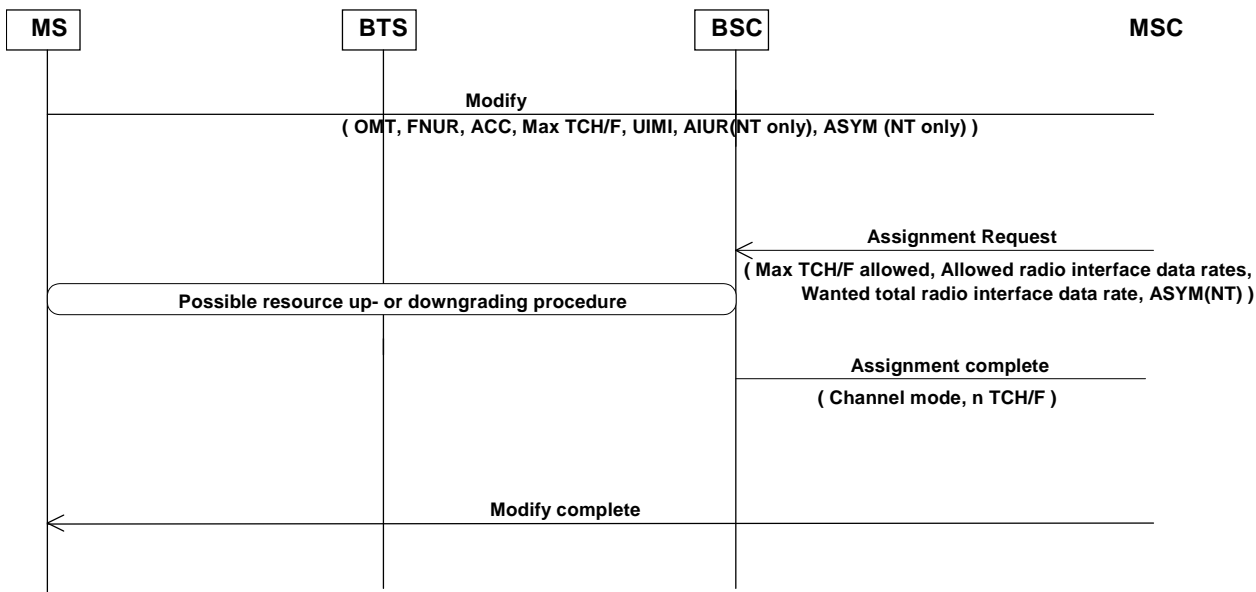 MS BTS BSC MSC
Modify
( OMT, FNUR, ACC, Max TCH/F, UIMI, AIUR(NT only), ASYM (NT only) )
Assignment Request
( Max TCH/F allowed, Allowed radio interface data rates,
Wanted total radio interface data rate, ASYM(NT) )
Possible resource up- or downgrading procedure
Assignment complete
( Channel mode, n TCH/F )
Modify complete